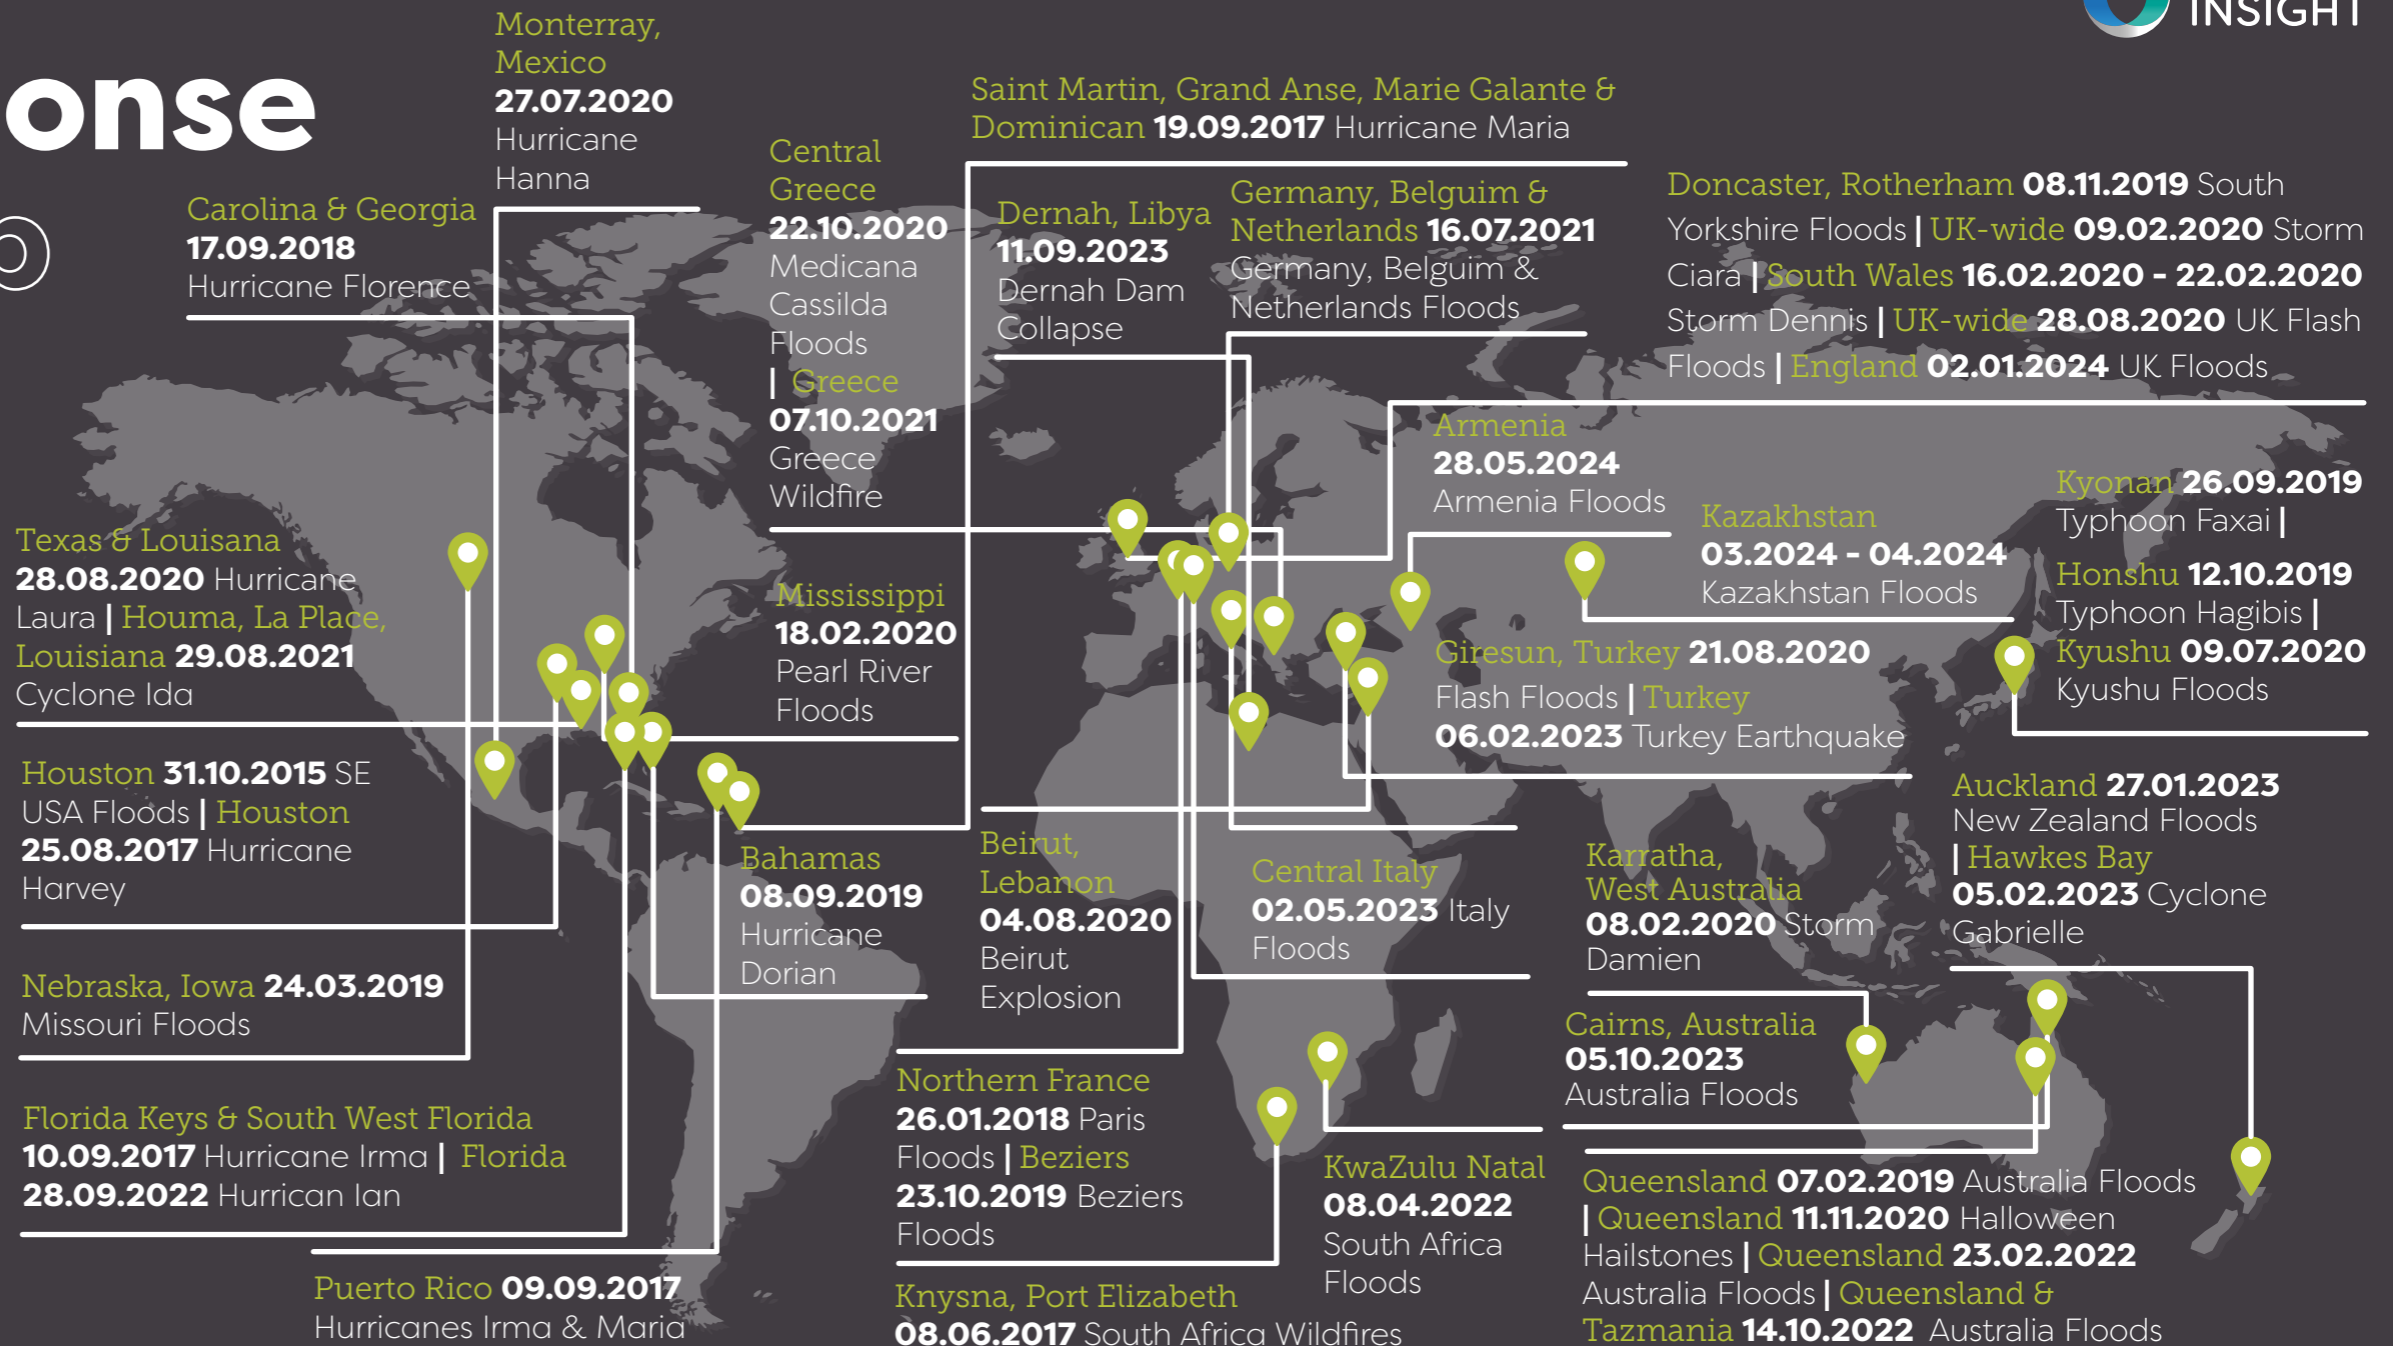 INSIGHT
onse
Monterray,
Mexico
27.07.2020
Hurricane
Hanna
Saint Martin, Grand Anse, Marie Galante &
Dominican 19.09.2017 Hurricane Maria
Carolina & Georgia
17.09.2018
Hurricane Florence
Central
Greece
22.10.2020
Medicana
Cassilda
Floods
| Greece
07.10.2021
Greece
Wildfire
Dernah, Libya
11.09.2023
Dernah Dam
Collapse
Germany, Belguim &
Netherlands 16.07.2021
Germany, Belguim &
Netherlands Floods
Doncaster, Rotherham 08.11.2019 South
Yorkshire Floods | UK-wide 09.02.2020 Storm
Ciara | South Wales 16.02.2020 - 22.02.2020
Storm Dennis | UK-wide 28.08.2020 UK Flash
Floods | England 02.01.2024 UK Floods
Armenia
28.05.2024
Armenia Floods
Kazakhstan
03.2024 - 04.2024
Kazakhstan Floods
Kyonan 26.09.2019
Typhoon Faxai |
Honshu 12.10.2019
Typhoon Hagibis |
Kyushu 09.07.2020
Kyushu Floods
Texas & Louisana
28.08.2020 Hurricane
Laura | Houma, La Place,
Louisiana 29.08.2021
Cyclone Ida
Mississippi
18.02.2020
Pearl River
Floods
Giresun, Turkey 21.08.2020
Flash Floods | Turkey
06.02.2023 Turkey Earthquake
Houston 31.10.2015 SE
USA Floods | Houston
25.08.2017 Hurricane
Harvey
Bahamas
08.09.2019
Hurricane
Dorian
Beirut,
Lebanon
04.08.2020
Beirut
Explosion
Central Italy
02.05.2023 Italy
Floods
Karratha,
West Australia
08.02.2020 Storm
Damien
Auckland 27.01.2023
New Zealand Floods
| Hawkes Bay
05.02.2023 Cyclone
Gabrielle
Nebraska, Iowa 24.03.2019
Missouri Floods
Cairns, Australia
05.10.2023
Australia Floods
Florida Keys & South West Florida
10.09.2017 Hurricane Irma | Florida
28.09.2022 Hurrican Ian
Northern France
26.01.2018 Paris
Floods | Beziers
23.10.2019 Beziers
Floods
KwaZulu Natal
08.04.2022
South Africa
Floods
Queensland 07.02.2019 Australia Floods
| Queensland 11.11.2020 Halloween
Hailstones | Queensland 23.02.2022
Australia Floods | Queensland &
Tazmania 14.10.2022 Australia Floods
Puerto Rico 09.09.2017
Hurricanes Irma & Maria
Knysna, Port Elizabeth
08.06.2017 South Africa Wildfires